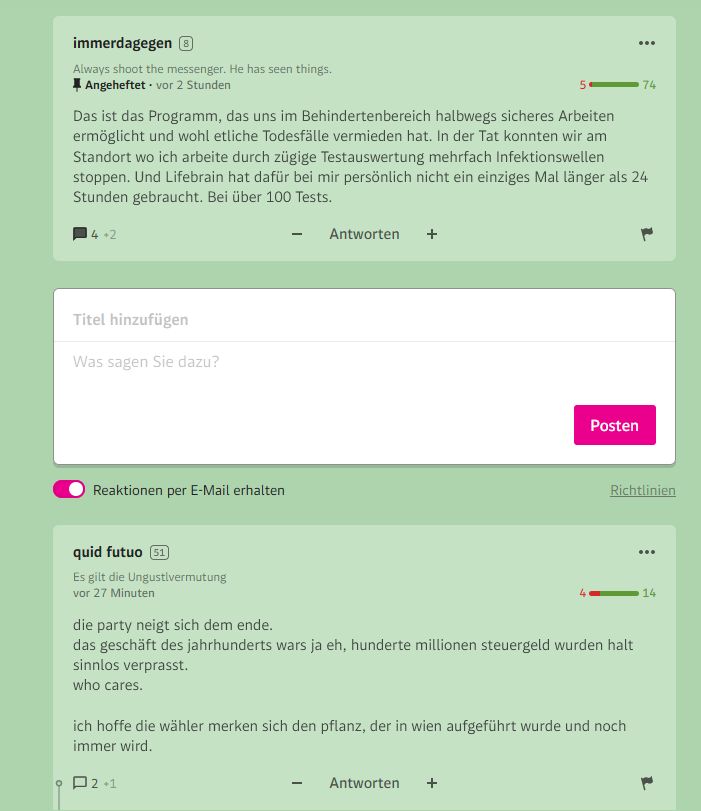 immerdagegen 8
Always shoot the messenger. He has seen things.
Angeheftet · vor 2 Stunden 5 74
Das ist das Programm, das uns im Behindertenbereich halbwegs sicheres Arbeiten
ermöglicht und wohl etliche Todesfälle vermieden hat. In der Tat konnten wir am
Standort wo ich arbeite durch zügige Testauswertung mehrfach Infektionswellen
stoppen. Und Lifebrain hat dafür bei mir persönlich nicht ein einziges Mal länger als 24
Stunden gebraucht. Bei über 100 Tests.
4 +2 − Antworten +
Titel hinzufügen
Was sagen Sie dazu?
Posten
Reaktionen per E-Mail erhalten Richtlinien
quid futuo 51
Es gilt die Ungustlvermutung
vor 27 Minuten 4 14
die party neigt sich dem ende.
das geschäft des jahrhunderts wars ja eh, hunderte millionen steuergeld wurden halt
sinnlos verprasst.
who cares.
ich hoffe die wähler merken sich den pflanz, der in wien aufgeführt wurde und noch
immer wird.
2 +1 − Antworten +